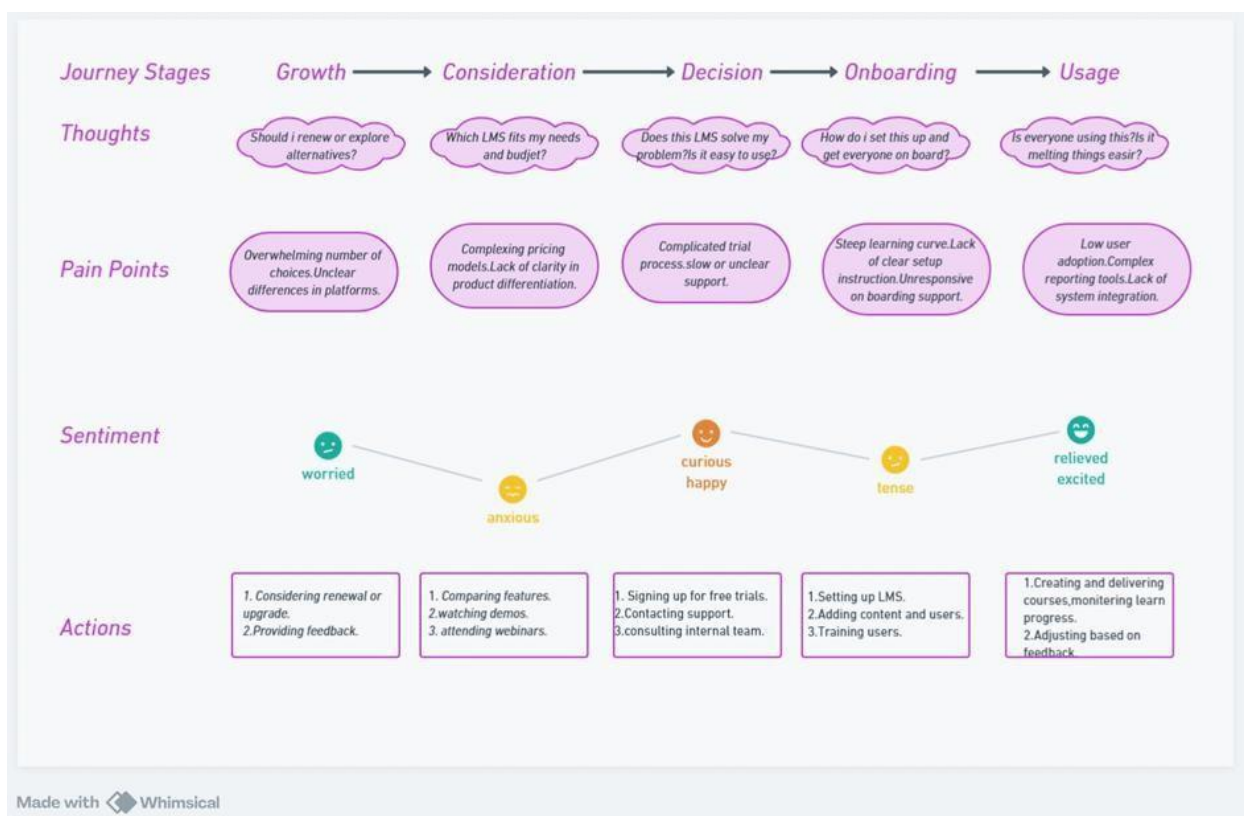 Journey Stages
Growth
Consideration
Decision
Onboarding
Usage
Thoughts
Should i renew or explore
alternatives?
Which LMS fits my needs
and budjet?
Does this LMS solve my
problem?Is it easy to use?
How do i set this up and
get everyone on board?
Is everyone using this?Is it
melting things easir?
Pain Points
Overwhelming number of
choices.Unclear
differences in platforms.
Complexing pricing
models.Lack of clarity in
product differentiation.
Complicated trial
process.slow or unclear
support.
Steep learning curve.Lack
of clear setup
instruction.Unresponsive
on boarding support.
Low user
adoption.Complex
reporting tools.Lack of
system integration.
Sentiment
worried
anxious
curious
happy
tense
relieved
excited
Actions
1. Considering renewal or
upgrade.
2.Providing feedback.
1. Comparing features.
2.watching demos.
3. attending webinars.
1. Signing up for free trials.
2.Contacting support.
3.consulting internal team.
1.Setting up LMS.
2.Adding content and users.
3.Training users.
1.Creating and delivering
courses,monitering learn
progress.
2.Adjusting based on
feedback
Made with Whimsical